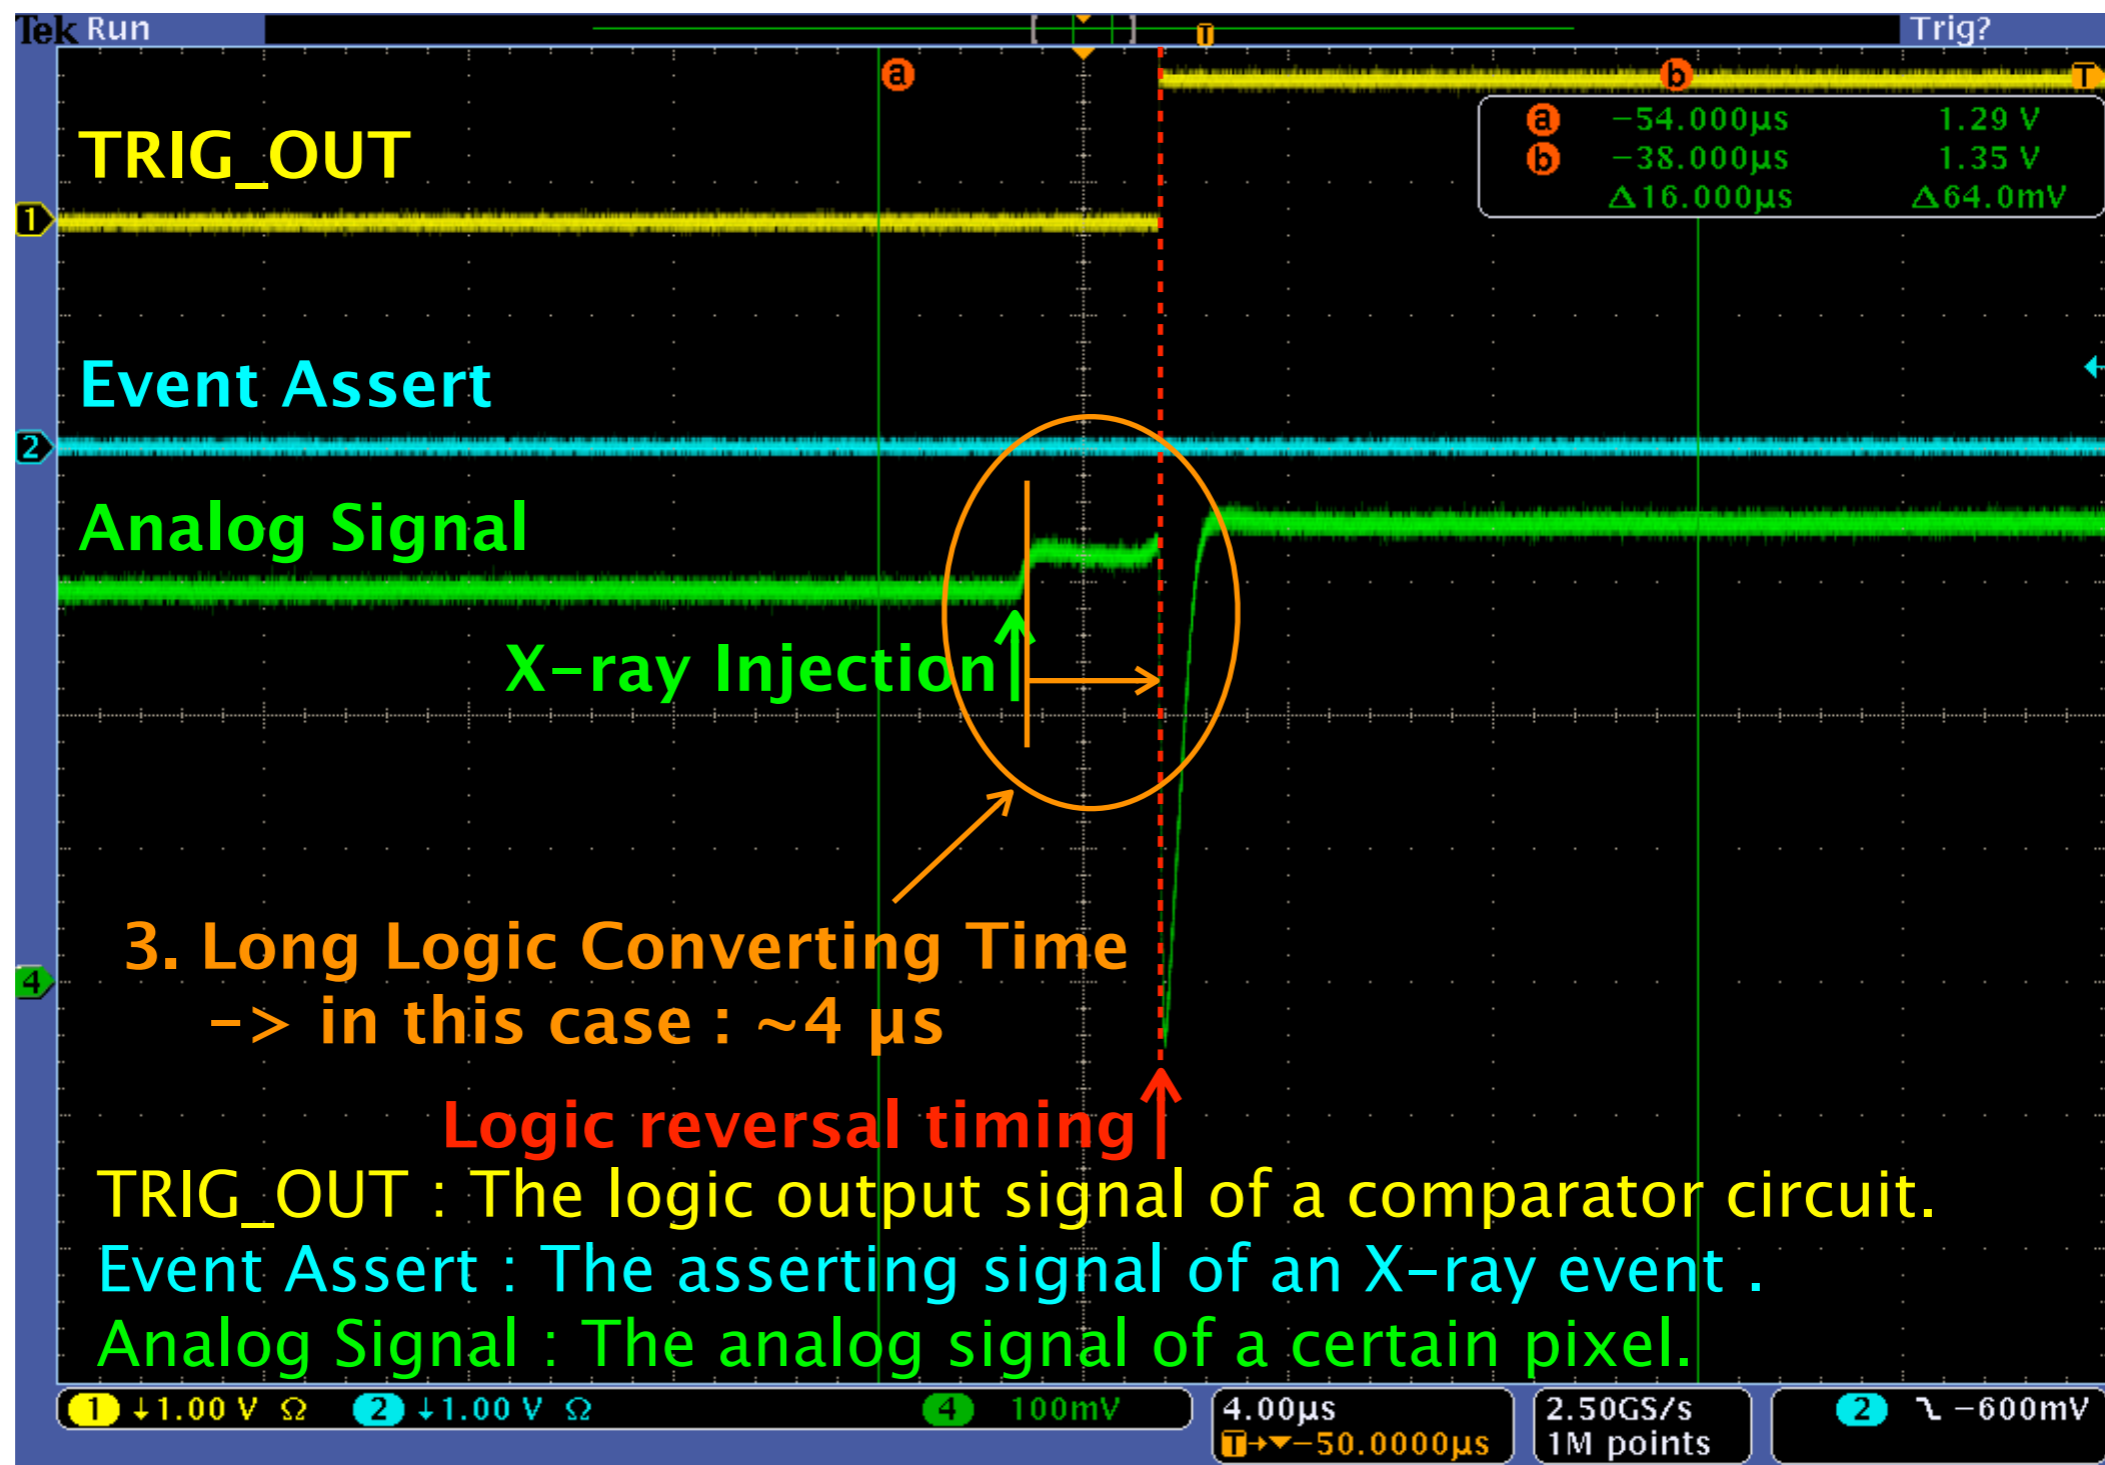 Tek Run Trig?
T
a b T
a −54.000µs 1.29 V
b −38.000µs 1.35 V
Δ16.000µs Δ64.0mV
TRIG_OUT
1
Event Assert
2
Analog Signal
X−ray Injection
3. Long Logic Converting Time
−> in this case : ~4 µs
4
Logic reversal timing
TRIG_OUT : The logic output signal of a comparator circuit.
Event Assert : The asserting signal of an X−ray event .
Analog Signal : The analog signal of a certain pixel.
1 ↓1.00 V Ω 2 ↓1.00 V Ω 4 100mV 4.00µs 2.50GS/s 2 −600mV
T→▼−50.0000µs 1M points